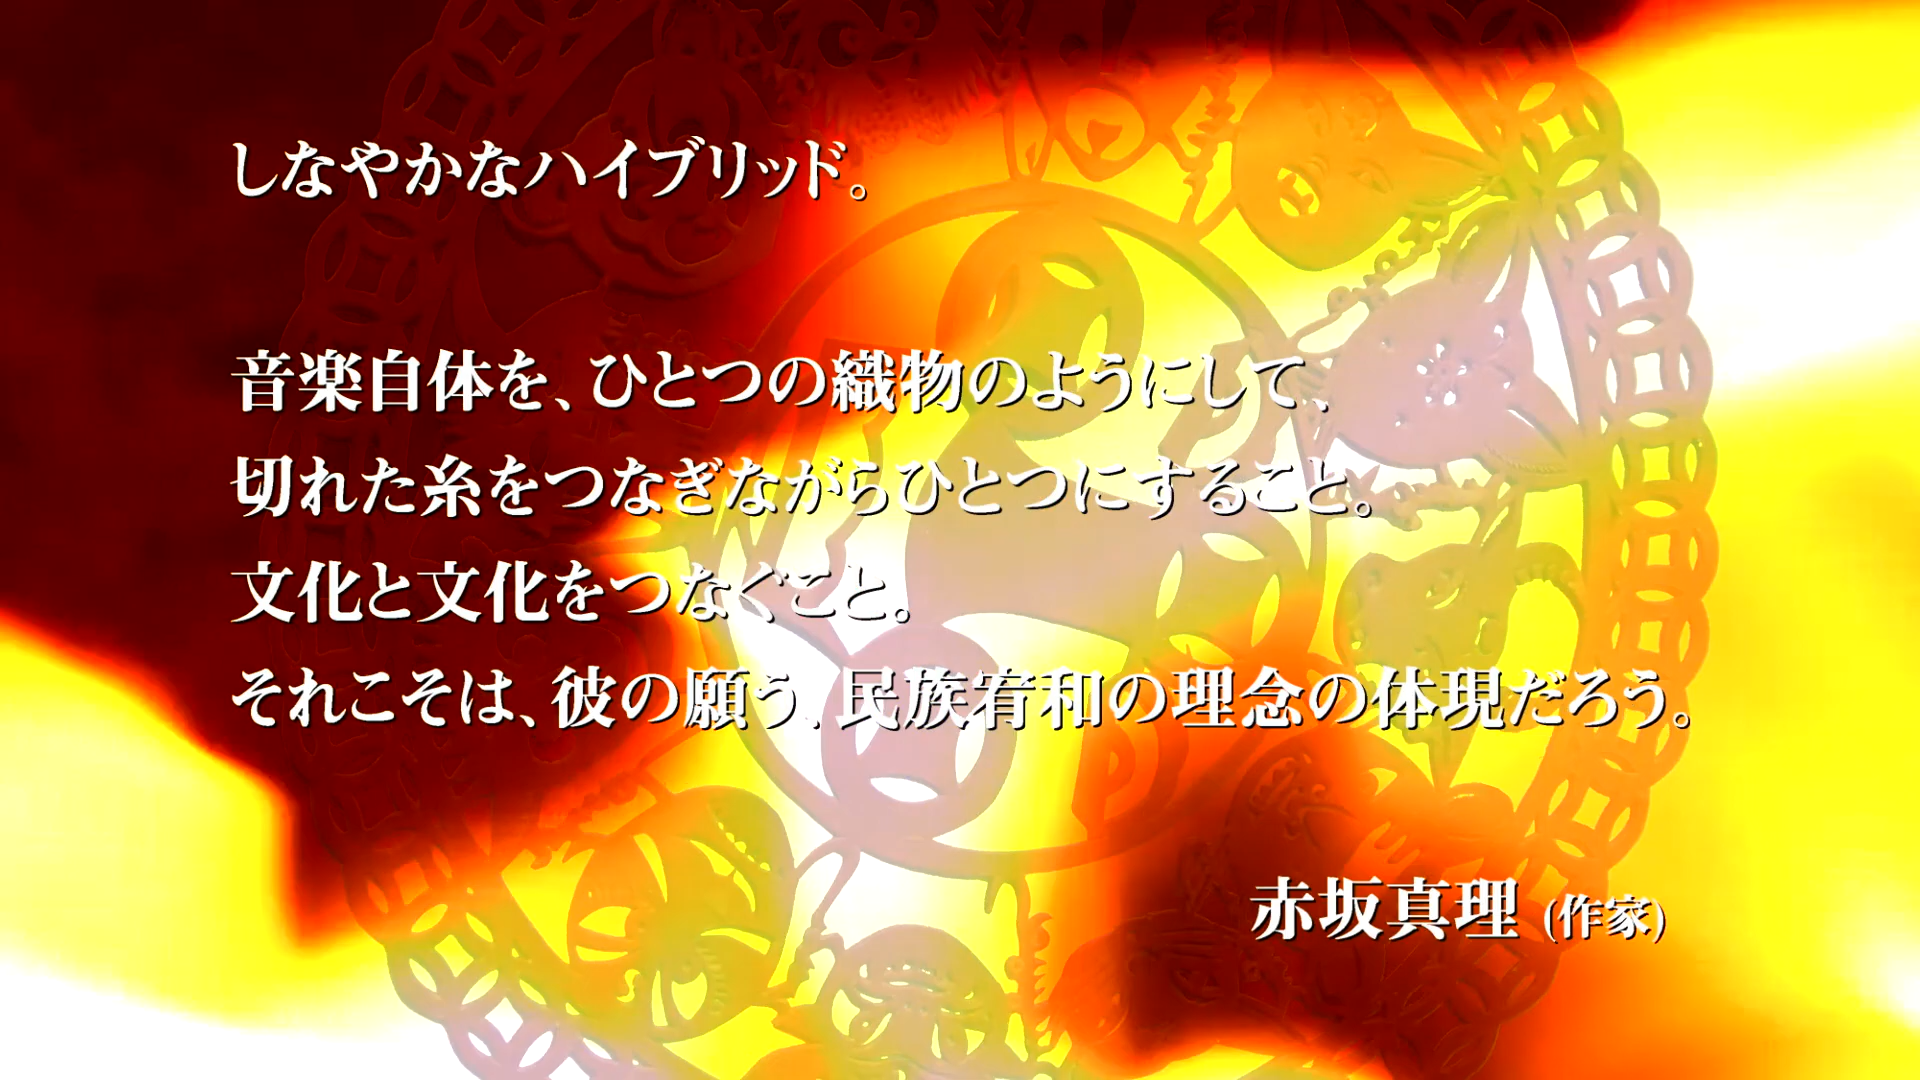 しなやかなハイブリッド。
音楽自体を、ひとつの織物のようにして、
切れた糸をつなぎながらひとつにすること。
文化と文化をつなぐこと。
それこそは、彼の願う、民族宥和の理念の体現だろう。
赤坂真理 (作家)